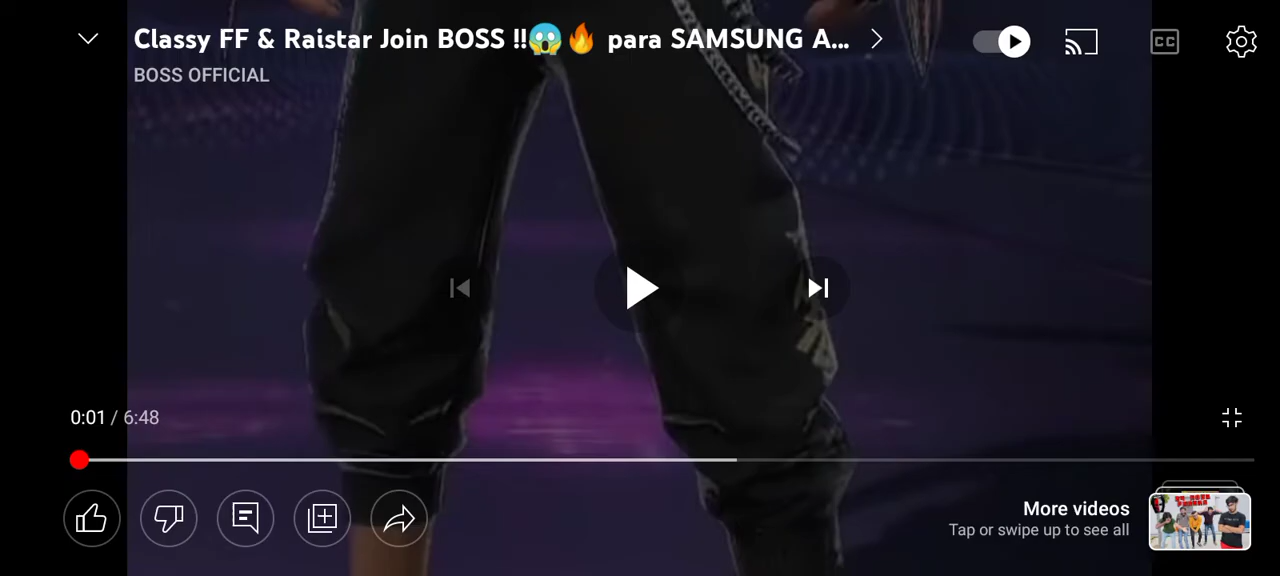 Classy FF & Raistar Join BOSS !!😱🔥 para SAMSUNG A...
BOSS OFFICIAL
CC
0:01 / 6:48
More videos
Tap or swipe up to see all